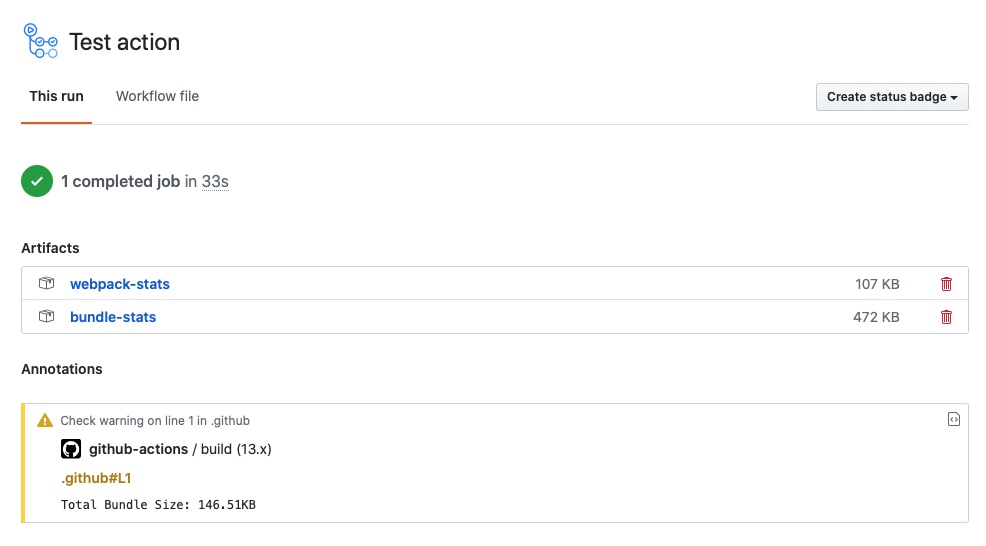 Test action
This run Workflow file Create status badge
1 completed job in 33s
Artifacts
webpack-stats 107 KB
bundle-stats 472 KB
Annotations
Check warning on line 1 in .github
github-actions / build (13.x)
.github#L1
Total Bundle Size: 146.51KB